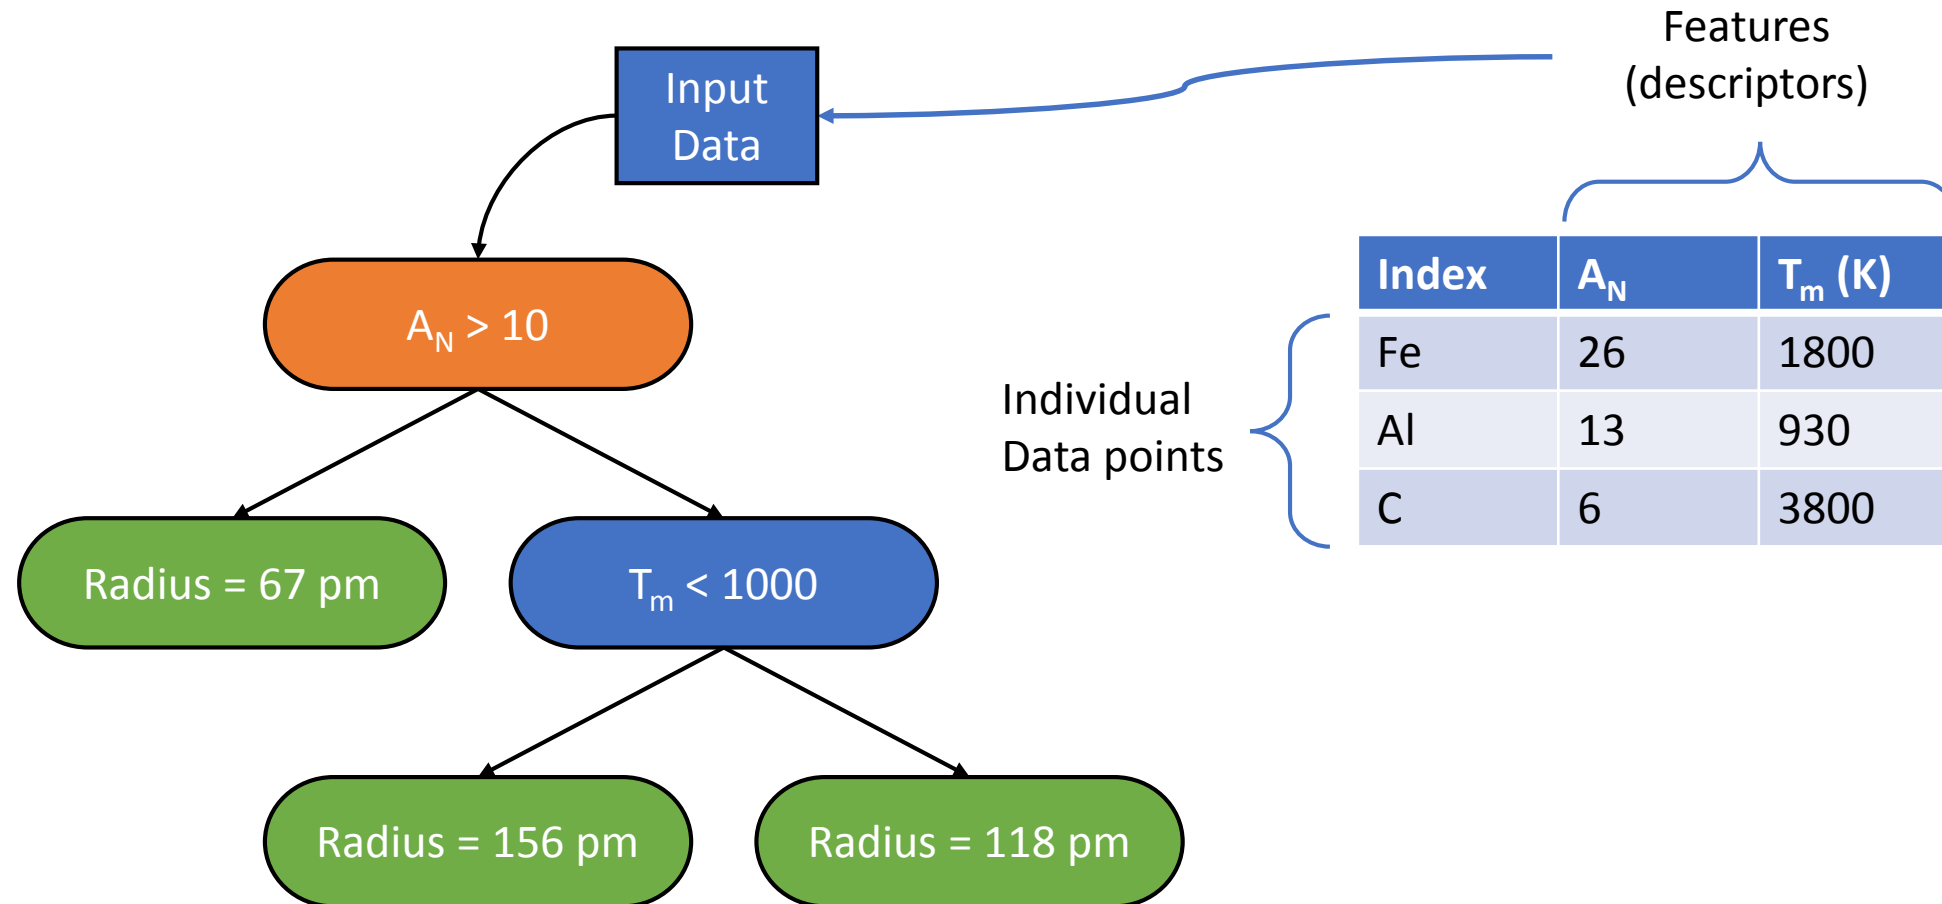 Features
(descriptors)
Input
Data
Index A_N T_m (K)
Fe 26 1800
Al 13 930
C 6 3800
Individual
Data points
A_N > 10
Radius = 67 pm
T_m < 1000
Radius = 156 pm
Radius = 118 pm